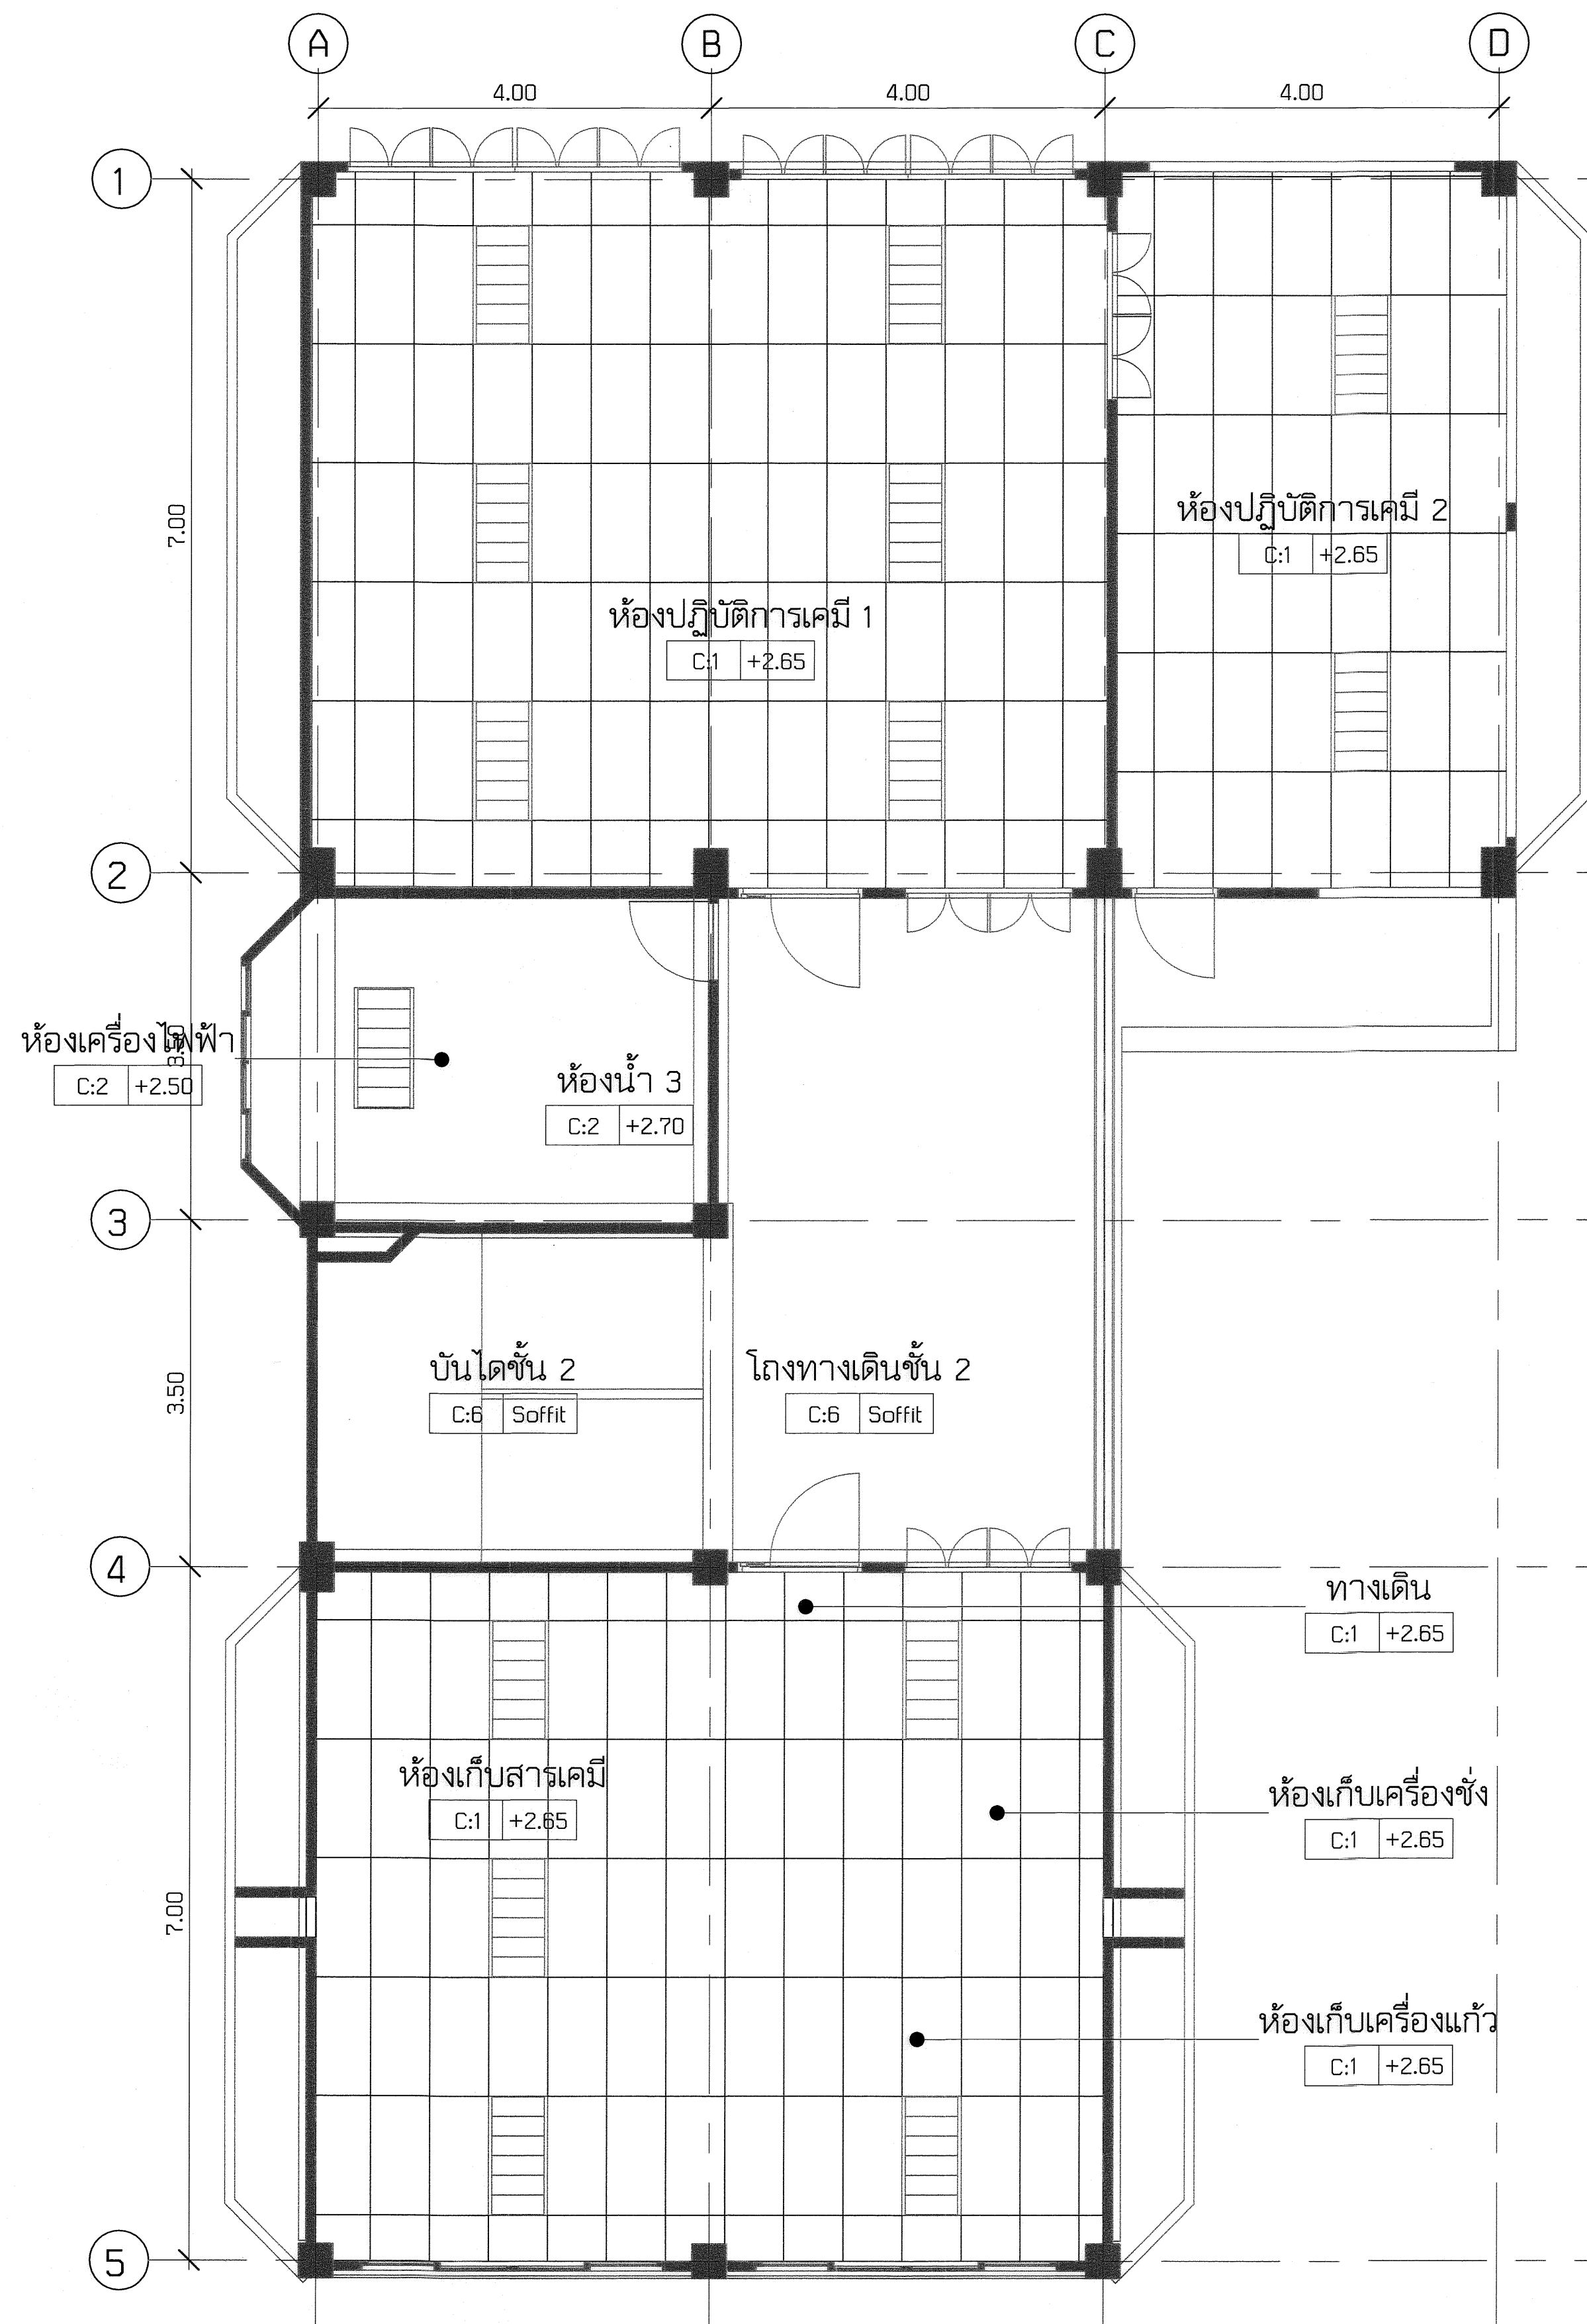 A B C D
4.00 4.00 4.00
1
7.00
ห้องปฏิบัติการเคมี 2
C:1 +2.65
ห้องปฏิบัติการเคมี 1
C:1 +2.65
2
ห้องเครื่องไฟฟ้า
C:2 +2.50
3.50
ห้องน้ำ 3
C:2 +2.70
3
3.50
บันไดชั้น 2
C:6 Soffit
โถงทางเดินชั้น 2
C:6 Soffit
4
ทางเดิน
C:1 +2.65
ห้องเก็บสารเคมี
C:1 +2.65
ห้องเก็บเครื่องชั่ง
C:1 +2.65
7.00
ห้องเก็บเครื่องแก้ว
C:1 +2.65
5